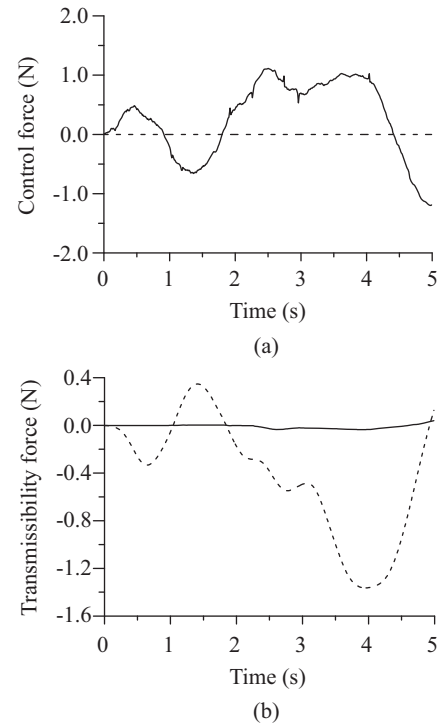 Control force (N)
2.0
1.0
0.0
-1.0
-2.0
0 1 2 3 4 5
Time (s)
(a)
Transmissibility force (N)
0.4
0.0
-0.4
-0.8
-1.2
-1.6
0 1 2 3 4 5
Time (s)
(b)